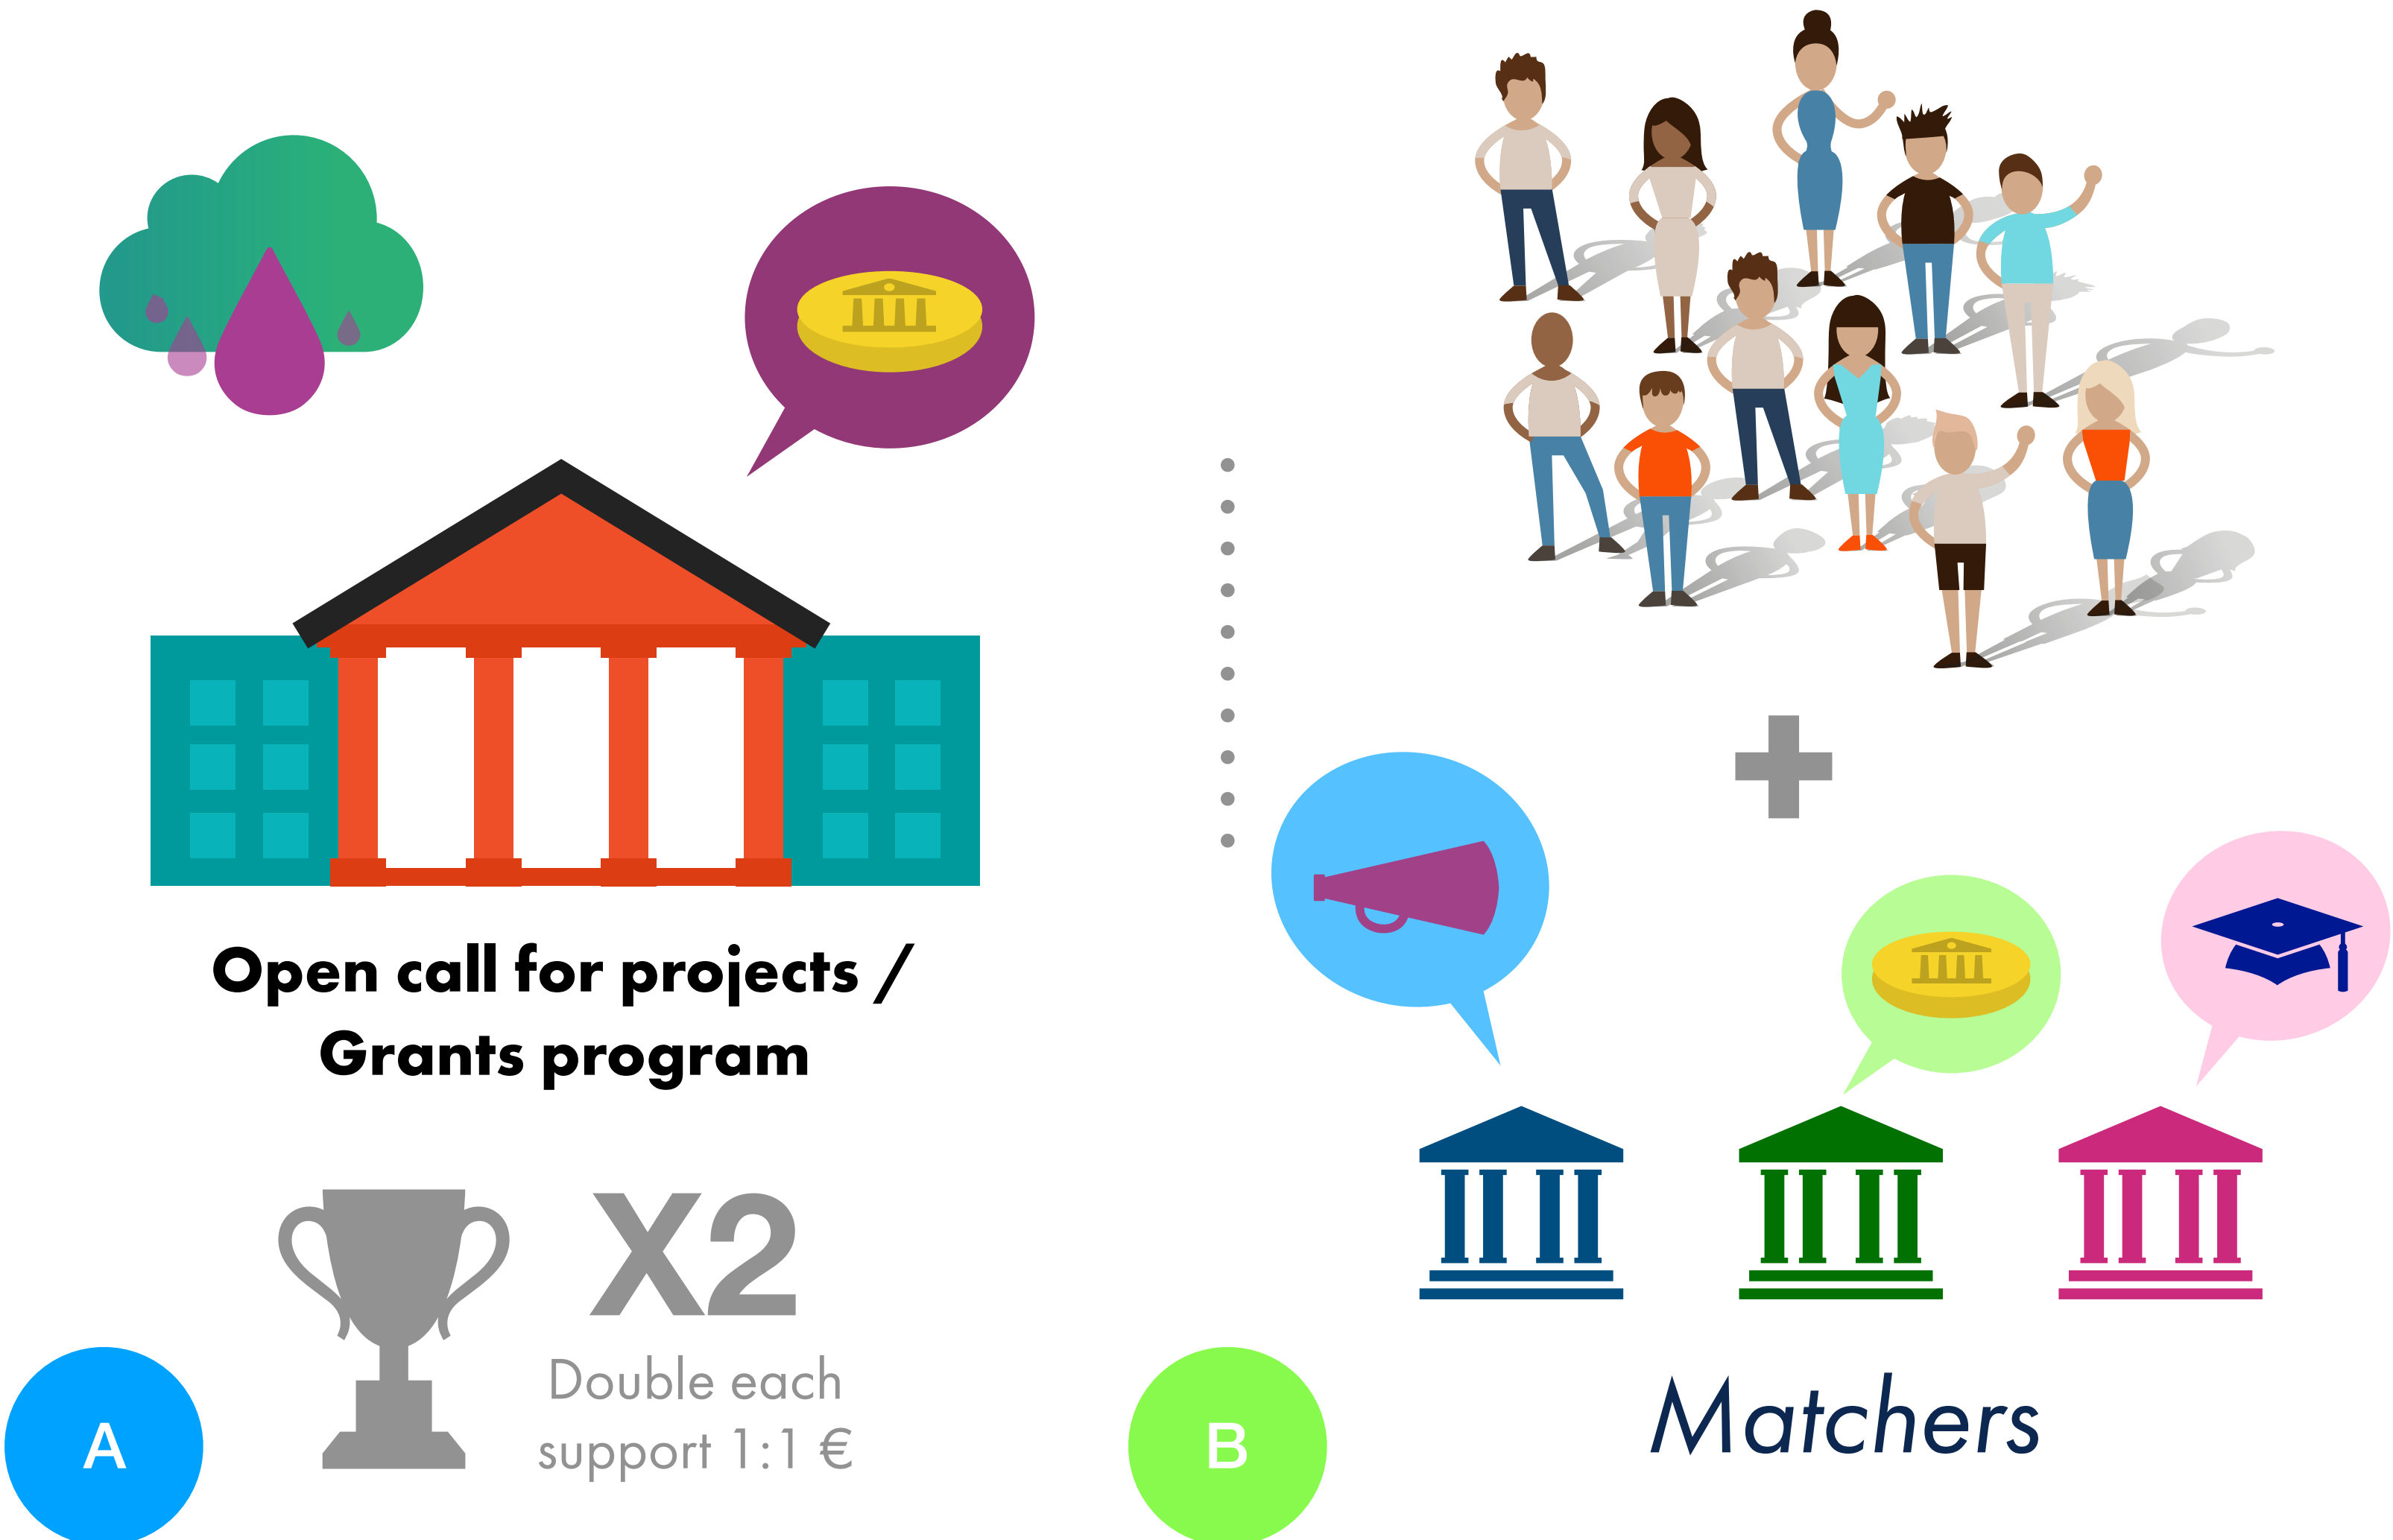 Open call for projects /
Grants program
X2
Double each
support 1:1 €
A
B
Matchers